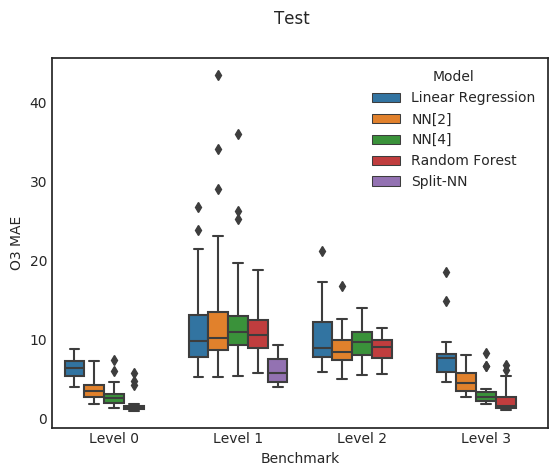 Test
Model
Linear Regression
NN[2]
NN[4]
Random Forest
Split-NN
O3 MAE
40
30
20
10
0
Level 0 Level 1 Level 2 Level 3
Benchmark